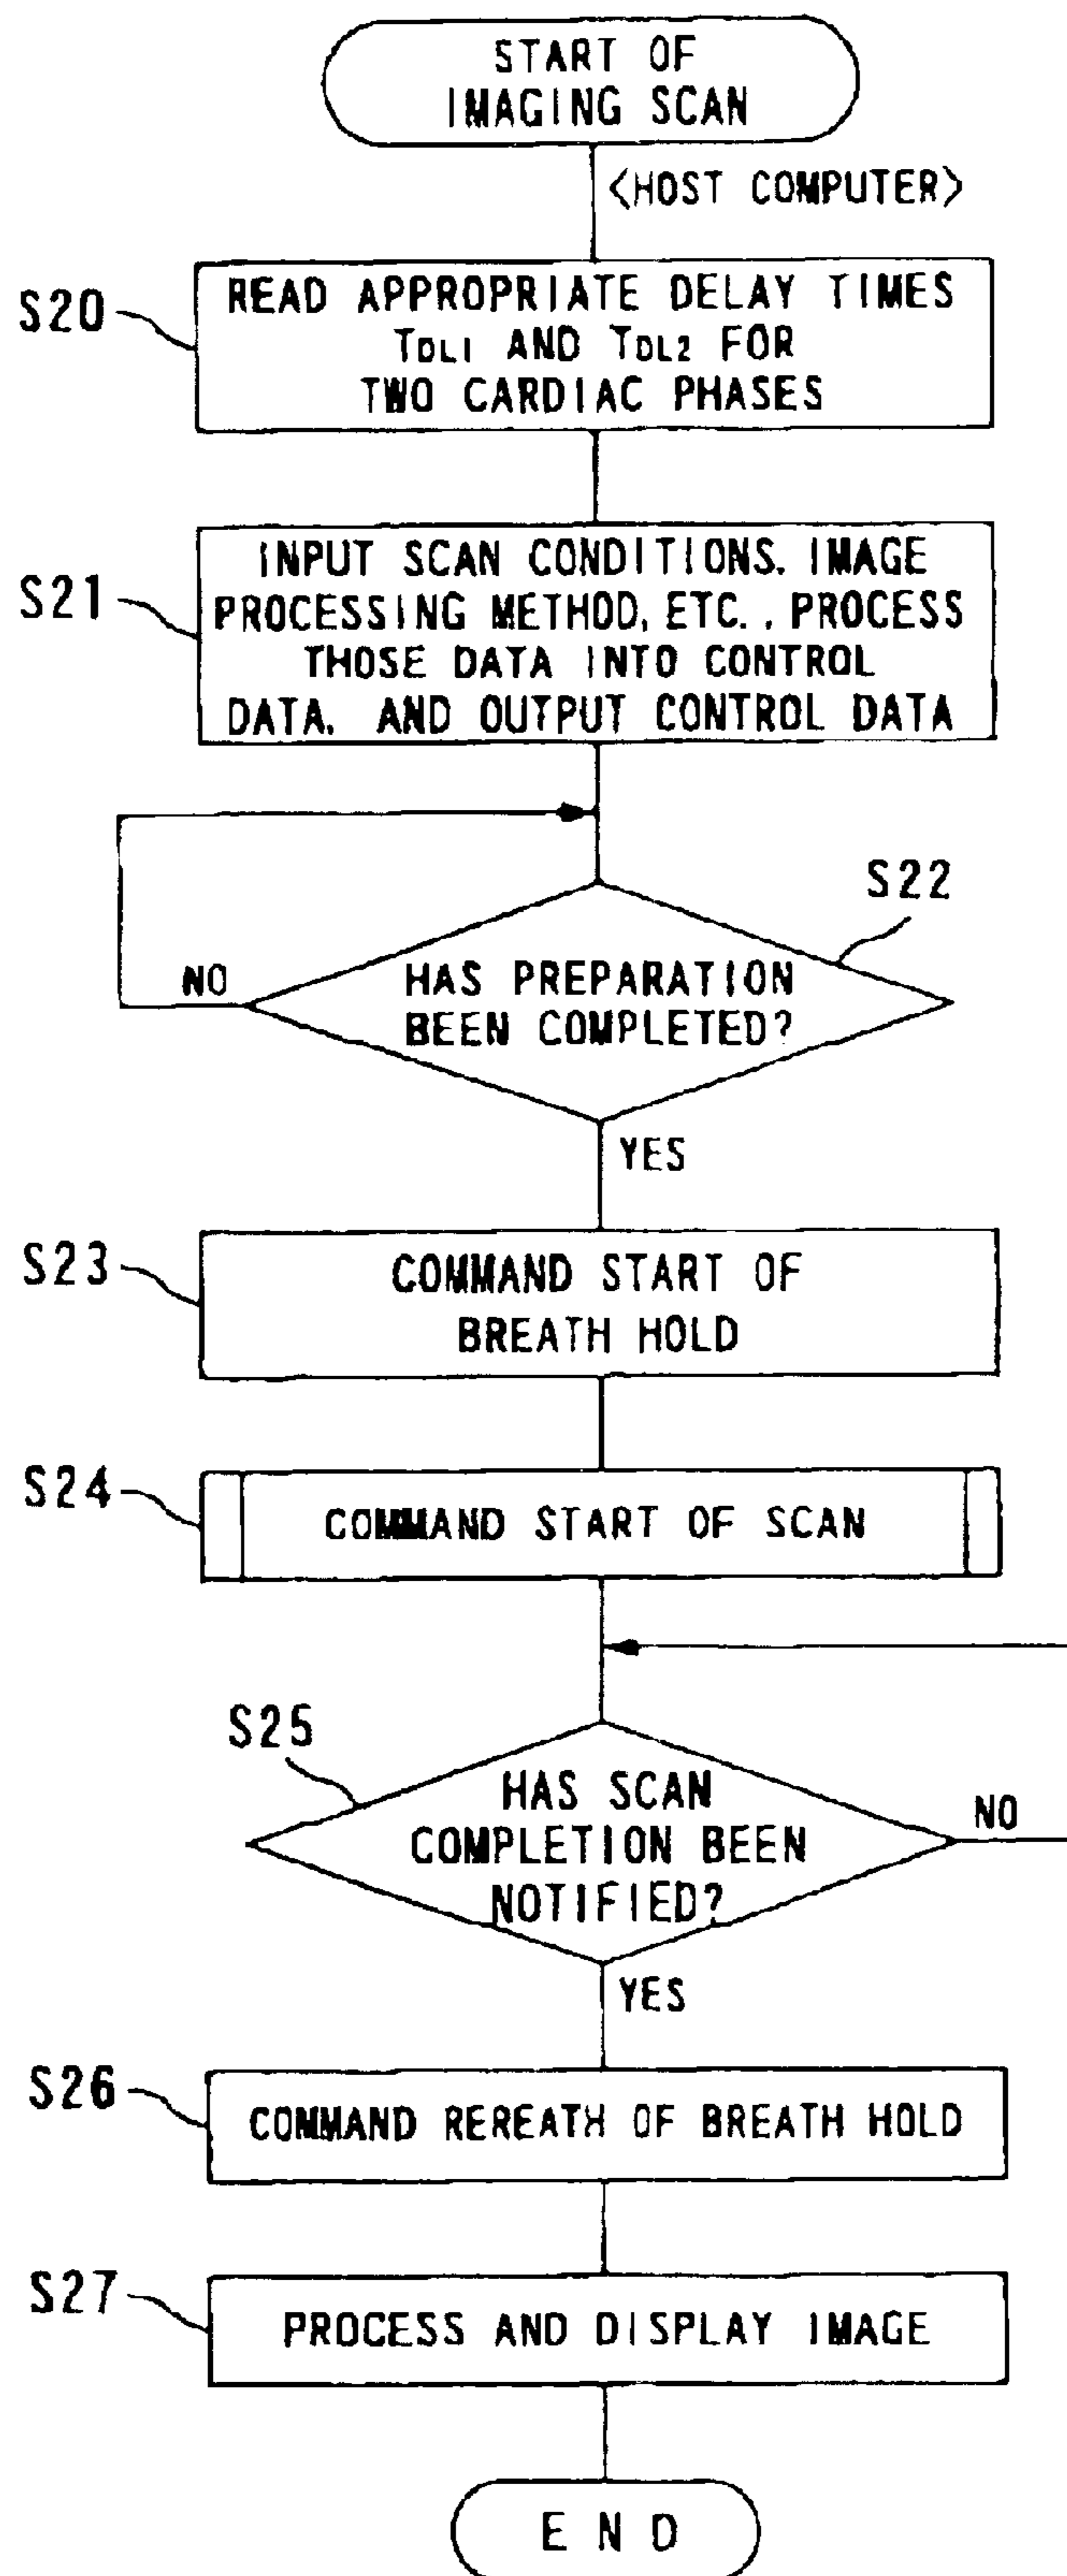 START OF
IMAGING SCAN
<HOST COMPUTER>
S20
READ APPROPRIATE DELAY TIMES
TDL1 AND TDL2 FOR
TWO CARDIAC PHASES
S21
INPUT SCAN CONDITIONS, IMAGE
PROCESSING METHOD, ETC., PROCESS
THOSE DATA INTO CONTROL
DATA, AND OUTPUT CONTROL DATA
S22
NO
HAS PREPARATION
BEEN COMPLETED?
YES
S23
COMMAND START OF
BREATH HOLD
S24
COMMAND START OF SCAN
S25
HAS SCAN
COMPLETION BEEN
NOTIFIED?
NO
YES
S26
COMMAND REREATH OF BREATH HOLD
S27
PROCESS AND DISPLAY IMAGE
END